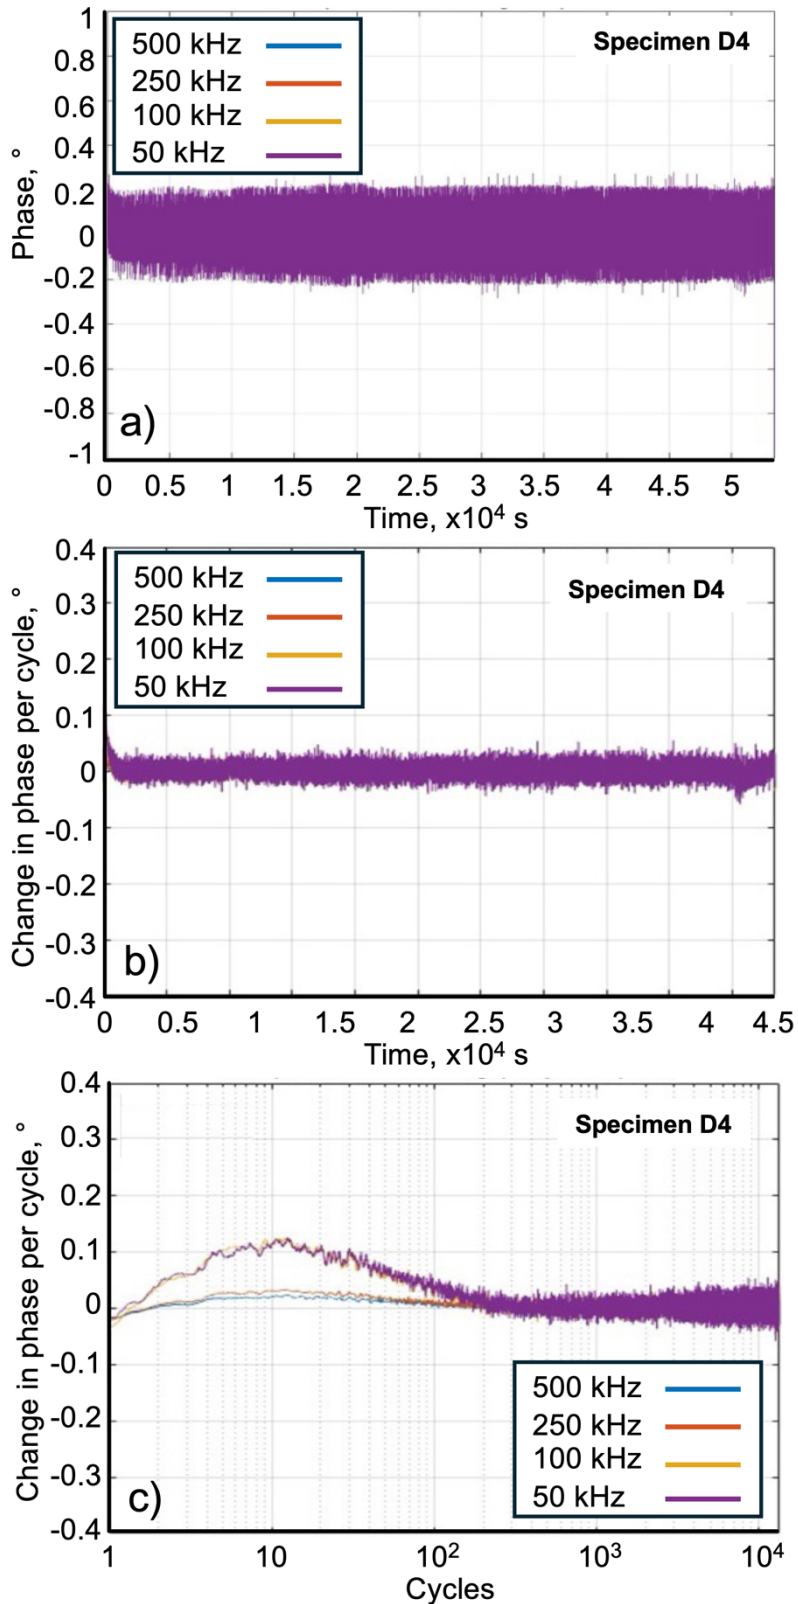 1
500 kHz
Specimen D4
0.8
250 kHz
0.6
100 kHz
0.4
50 kHz
0.2
0
-0.2
-0.4
-0.6
-0.8
a)
-1
Phase, °
0 0.5 1 1.5 2 2.5 3 3.5 4 4.5 5
Time, x10⁴ s
0.4
500 kHz
Specimen D4
0.3
250 kHz
100 kHz
0.2
50 kHz
0.1
0
-0.1
-0.2
-0.3
b)
-0.4
Change in phase per cycle, °
0 0.5 1 1.5 2 2.5 3 3.5 4 4.5
Time, x10⁴ s
0.4
Specimen D4
0.3
0.2
0.1
0
-0.1
500 kHz
-0.2
250 kHz
100 kHz
-0.3
50 kHz
c)
-0.4
Change in phase per cycle, °
1 10 10² 10³ 10⁴
Cycles